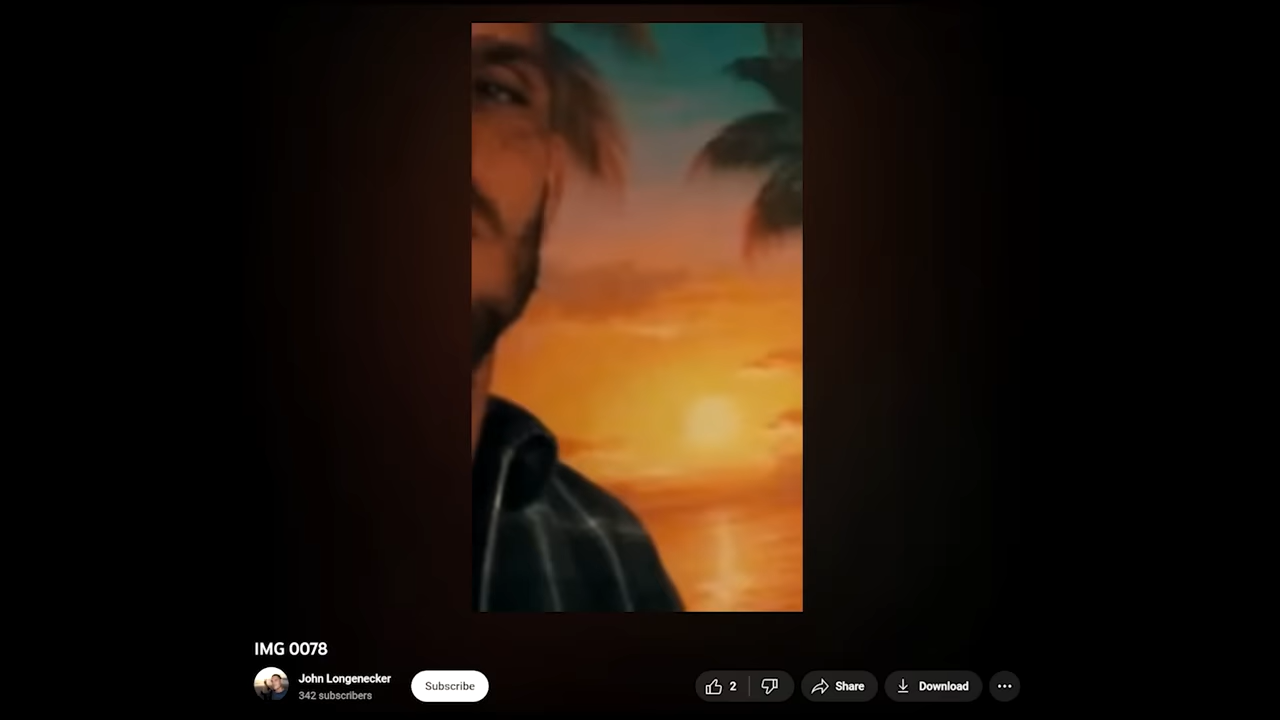 IMG 0078
John Longenecker
342 subscribers
Subscribe
2
Share
Download